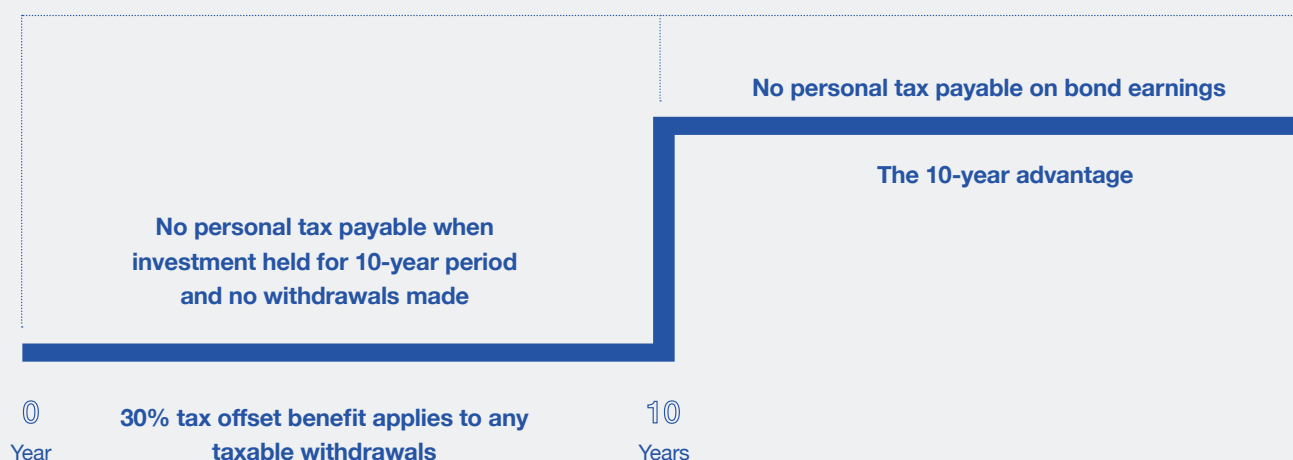 No personal tax payable on bond earnings
The 10-year advantage
No personal tax payable when
investment held for 10-year period
and no withdrawals made
0
Year
30% tax offset benefit applies to any
taxable withdrawals
10
Years